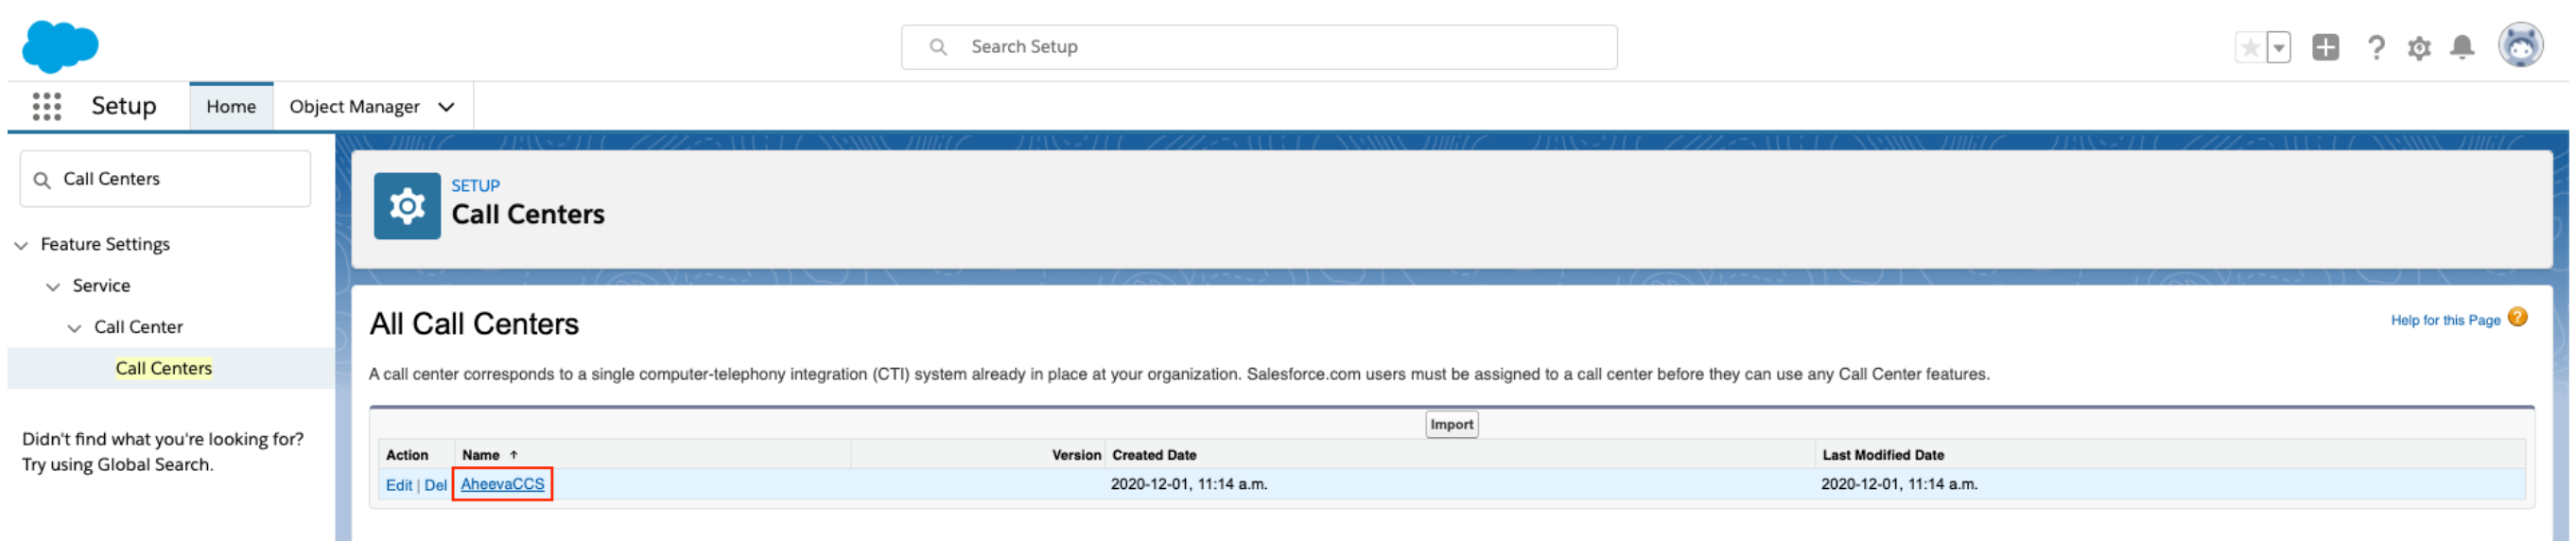 Search Setup
Setup
Home
Object Manager
Call Centers
Feature Settings
Service
Call Center
Call Centers
Didn't find what you're looking for?
Try using Global Search.
SETUP
Call Centers
All Call Centers
Help for this Page ?
A call center corresponds to a single computer-telephony integration (CTI) system already in place at your organization. Salesforce.com users must be assigned to a call center before they can use any Call Center features.
Import
Action Name ↑ Version Created Date Last Modified Date
Edit | Del AheevaCCS 2020-12-01, 11:14 a.m. 2020-12-01, 11:14 a.m.